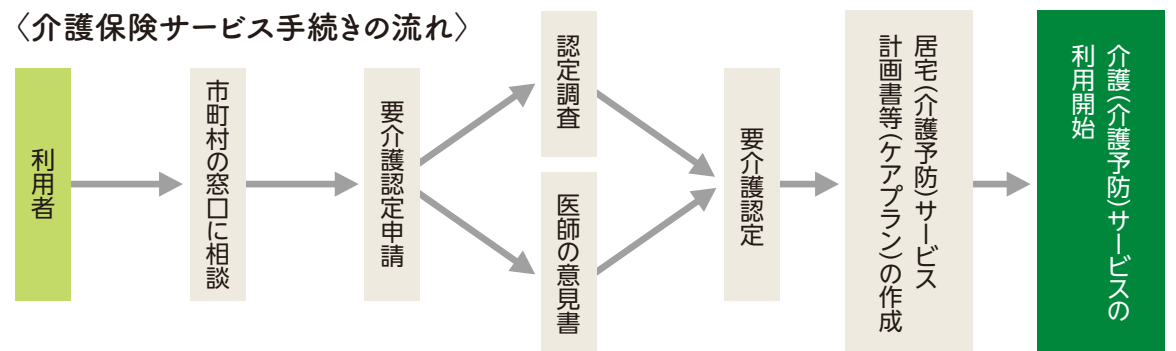 〈介護保険サービス手続きの流れ〉
利用者
市町村の窓口に相談
要介護認定申請
認定調査
医師の意見書
要介護認定
居宅(介護予防)サービス
計画書等(ケアプラン)の作成
介護(介護予防)サービスの
利用開始